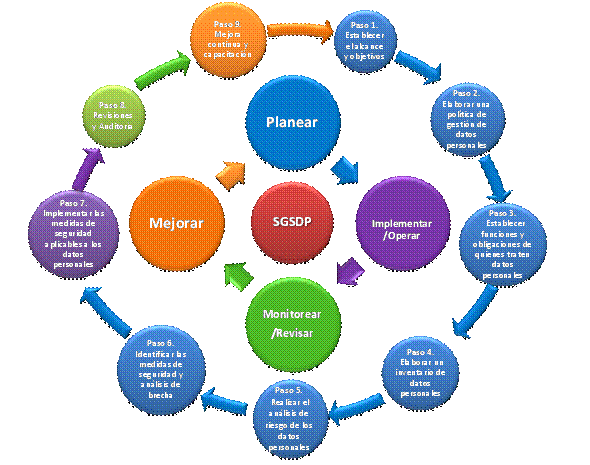 Paso 1.
Establecer
el alcance
y objetivos
Paso 2.
Elaborar una
política de
gestión de
datos
personales
Paso 3.
Establecer
funciones y
obligaciones de
quienes traten
datos
personales
Paso 4.
Elaborar un
inventario de
datos
personales
Paso 5.
Realizar el
análisis de
riesgo de los
datos
personales
Paso 6.
Identificar las
medidas de
seguridad y
análisis de
brecha
Paso 7.
Implementar las
medidas de
seguridad
aplicables a los
datos
personales
Paso 8.
Revisiones
y Auditoría
Paso 9.
Mejora
continua y
capacitación
Planear
Implementar
/Operar
Monitorear
/Revisar
Mejorar
SGSDP